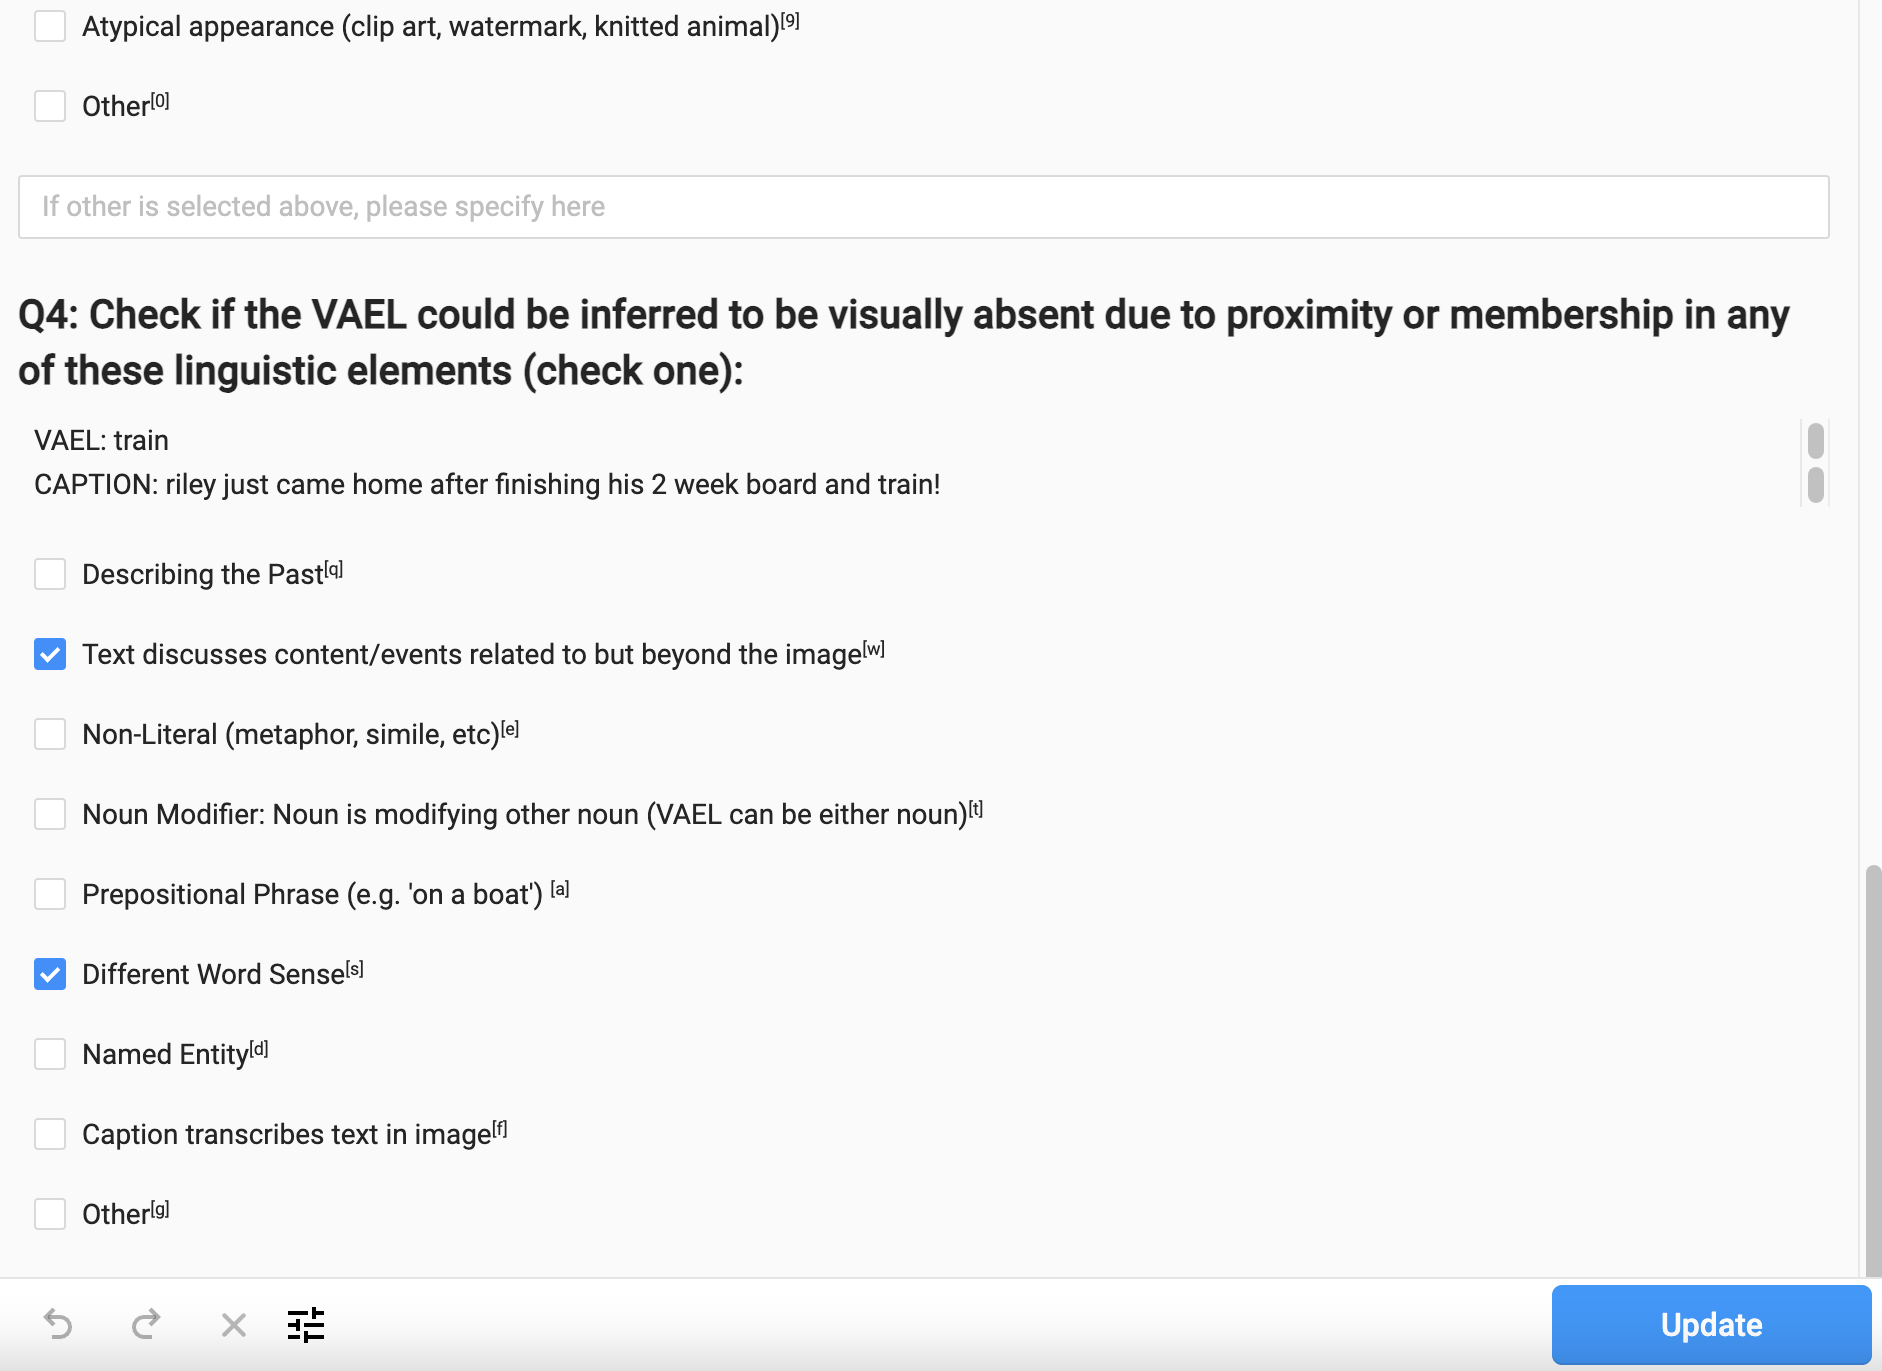 Atypical appearance (clip art, watermark, knitted animal)[9]
Other[0]
If other is selected above, please specify here
Q4: Check if the VAEL could be inferred to be visually absent due to proximity or membership in any
of these linguistic elements (check one):
VAEL: train
CAPTION: riley just came home after finishing his 2 week board and train!
Describing the Past[q]
Text discusses content/events related to but beyond the image[w]
Non-Literal (metaphor, simile, etc)[e]
Noun Modifier: Noun is modifying other noun (VAEL can be either noun)[t]
Prepositional Phrase (e.g. 'on a boat') [a]
Different Word Sense[s]
Named Entity[d]
Caption transcribes text in image[f]
Other[g]
Update